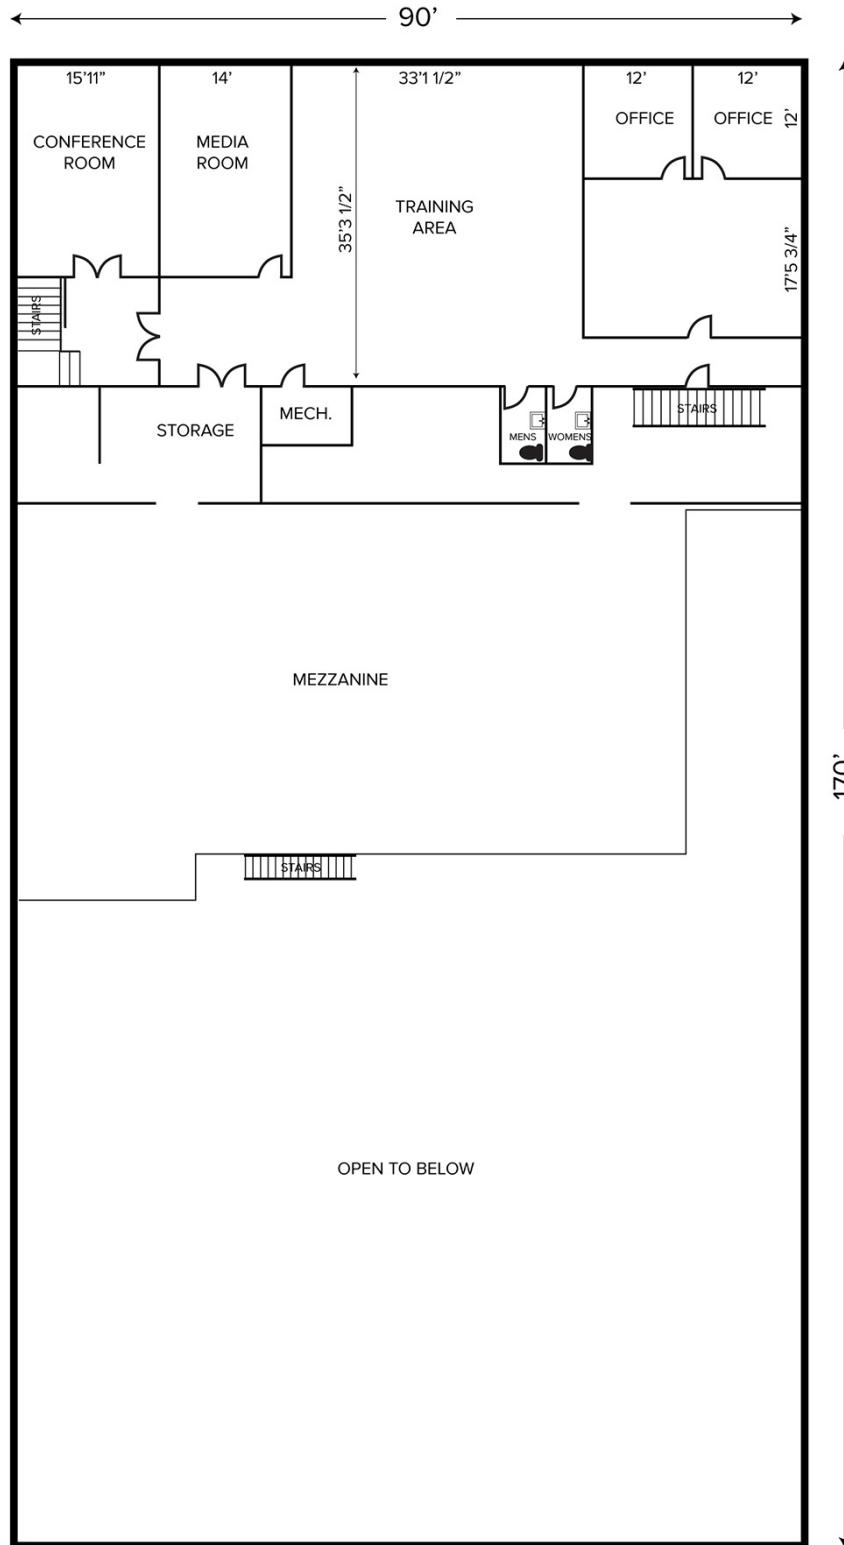 90’
15’11”
14’
33’1 1/2”
12’
12’
CONFERENCE
ROOM
MEDIA
ROOM
OFFICE
OFFICE
12’
35’3 1/2”
TRAINING
AREA
17’5 3/4”
STAIRS
STORAGE
MECH.
MENS
WOMENS
STAIRS
MEZZANINE
170’
STAIRS
OPEN TO BELOW